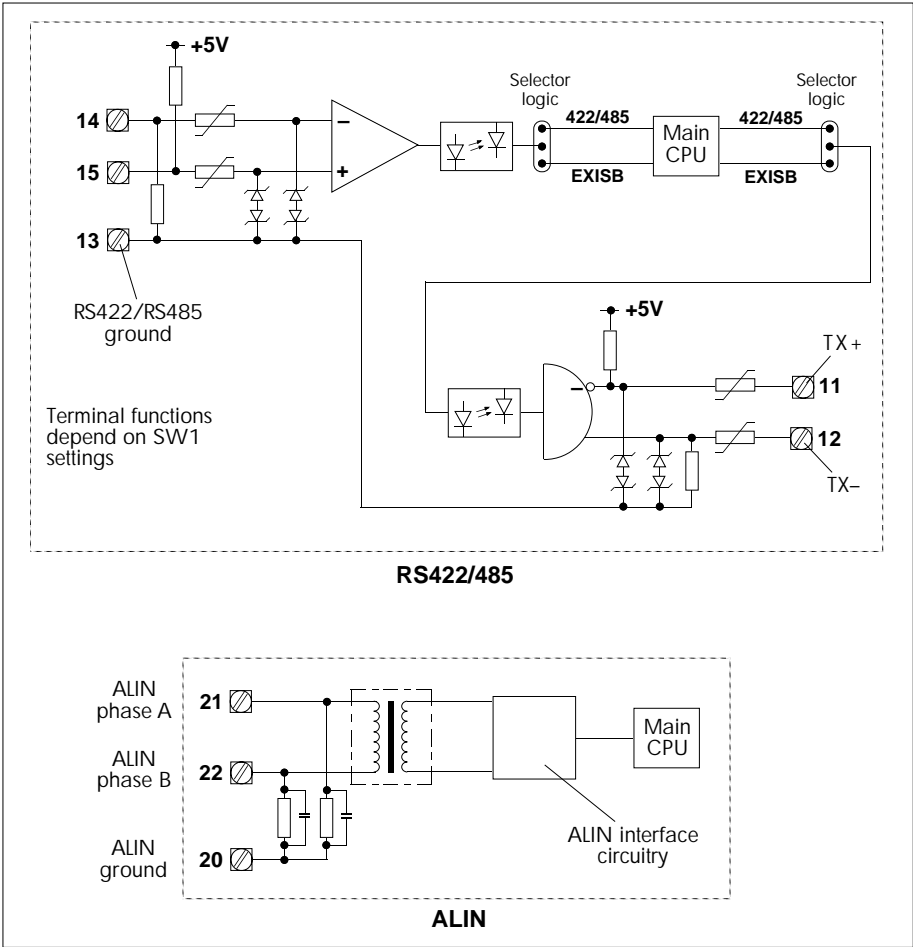 +5V
Selector
logic
Selector
logic
14
422/485
Main
CPU
422/485
–
15
+
EXISB
EXISB
13
RS422/RS485
ground
+5V
TX+
–
11
Terminal functions
depend on SW1
settings
12
TX–
RS422/485
ALIN
phase A
21
Main
CPU
ALIN
phase B
22
ALIN
ground
20
ALIN interface
circuitry
ALIN